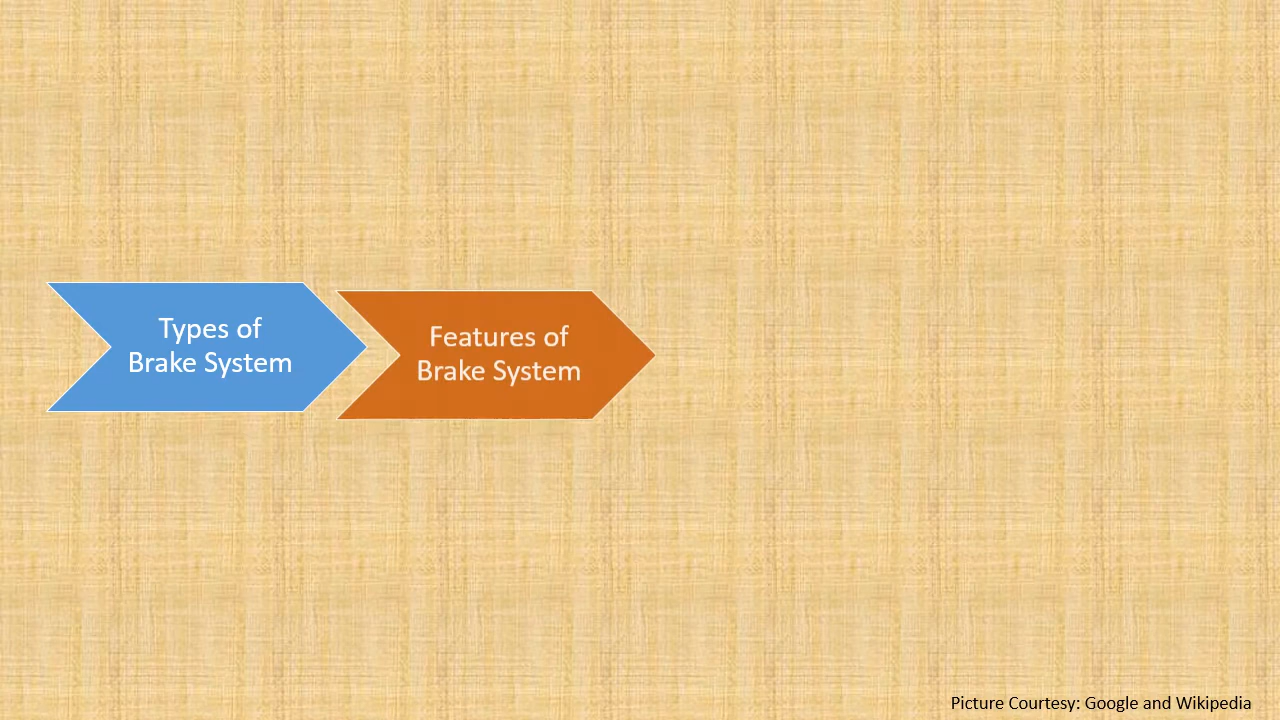 Types of
Brake System
Features of
Brake System
Picture Courtesy: Google and Wikipedia